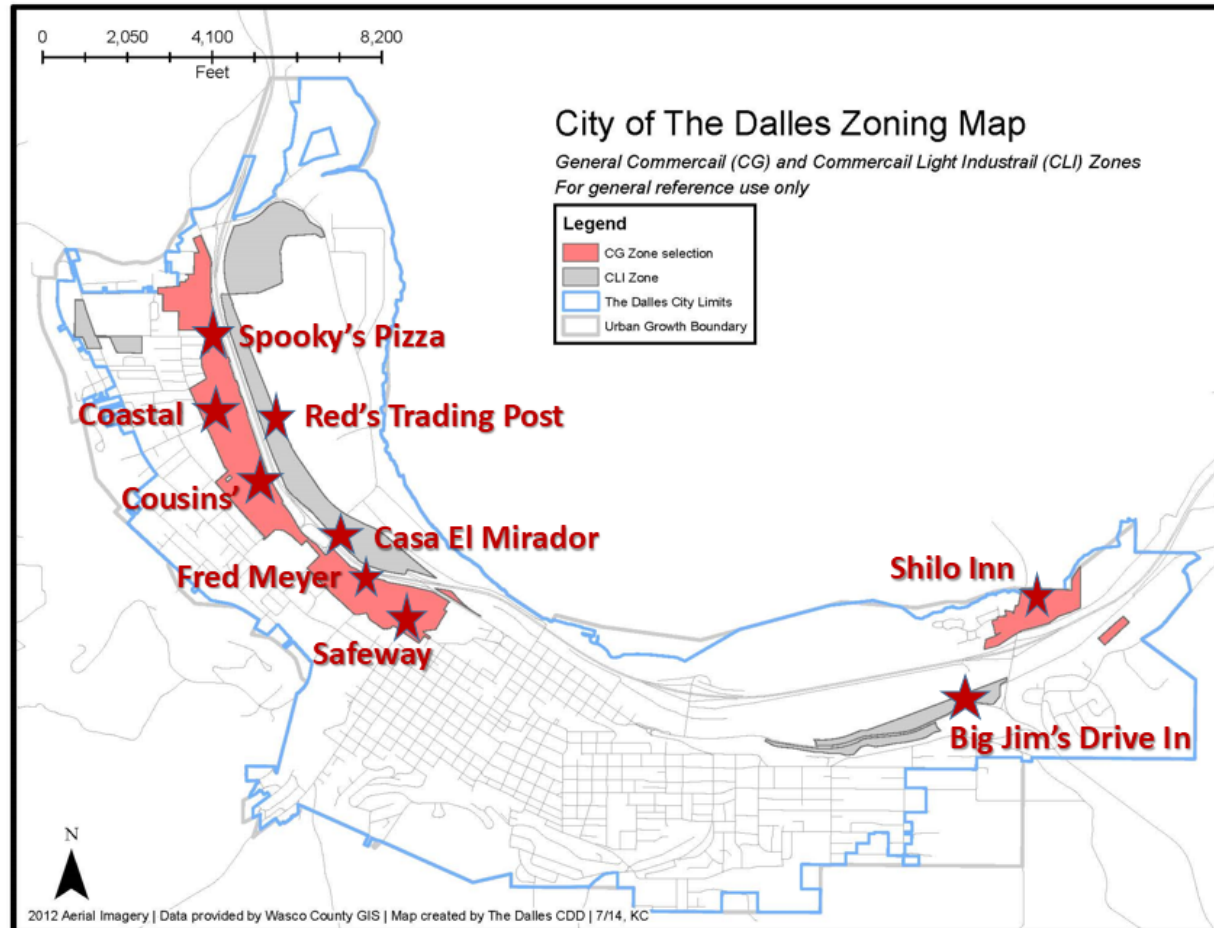 0 2,050 4,100 8,200
Feet
City of The Dalles Zoning Map
General Commercail (CG) and Commercail Light Industrail (CLI) Zones
For general reference use only
Legend
CG Zone selection
CLI Zone
The Dalles City Limits
Urban Growth Boundary
Spooky's Pizza
Coastal
Red's Trading Post
Cousins'
Casa El Mirador
Fred Meyer
Shilo Inn
Safeway
Big Jim's Drive In
N
2012 Aerial Imagery | Data provided by Wasco County GIS | Map created by The Dalles CDD | 7/14, KC